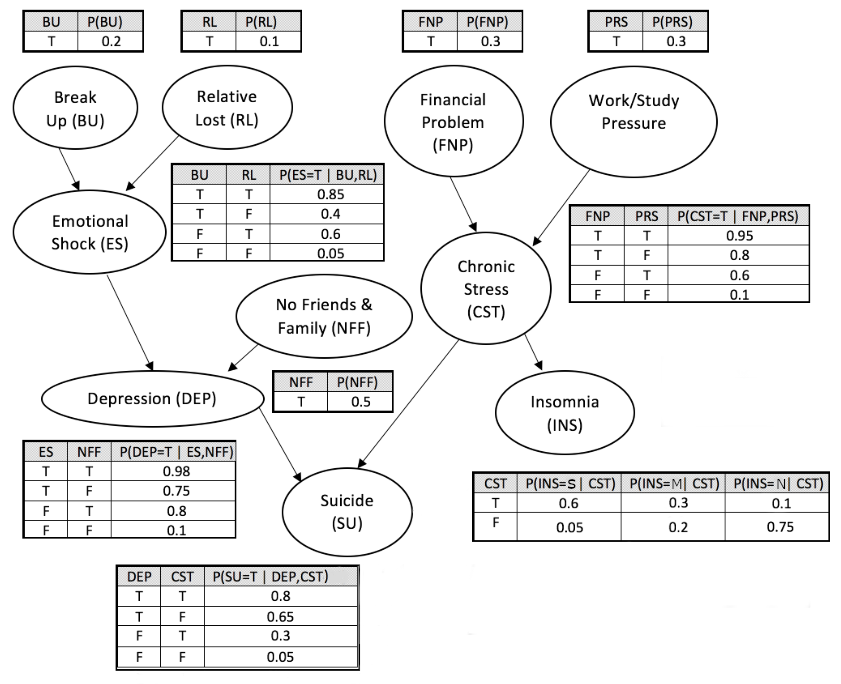 BU P(BU)
T 0.2
RL P(RL)
T 0.1
FNP P(FNP)
T 0.3
PRS P(PRS)
T 0.3
Break
Up (BU)
Relative
Lost (RL)
Financial
Problem
(FNP)
Work/Study
Pressure
BU RL P(ES=T | BU,RL)
T T 0.85
T F 0.4
F T 0.6
F F 0.05
Emotional
Shock (ES)
FNP PRS P(CST=T | FNP,PRS)
T T 0.95
T F 0.8
F T 0.6
F F 0.1
Chronic
Stress
(CST)
No Friends &
Family (NFF)
NFF P(NFF)
T 0.5
Depression (DEP)
Insomnia
(INS)
ES NFF P(DEP=T | ES,NFF)
T T 0.98
T F 0.75
F T 0.8
F F 0.1
Suicide
(SU)
CST P(INS=S | CST) P(INS=M| CST) P(INS=N| CST)
T 0.6 0.3 0.1
F 0.05 0.2 0.75
DEP CST P(SU=T | DEP,CST)
T T 0.8
T F 0.65
F T 0.3
F F 0.05